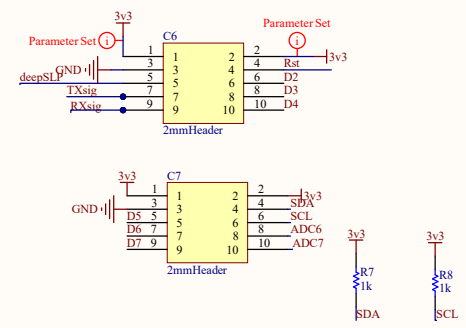 3v3
C6
Parameter Set
Parameter Set
i
i
1 1 2 2 3v3
GND 3 3 4 4 Rst
deepSLP 5 5 6 6 D2
TXsig 7 7 8 8 D3
RXsig 9 9 10 10 D4
2mmHeader
3v3
C7
1 1 2 2 3v3
GND 3 3 4 4 SDA
D5 5 5 6 6 SCL
D6 7 7 8 8 ADC6
D7 9 9 10 10 ADC7
2mmHeader
3v3
3v3
R7
1k
R8
1k
SDA
SCL